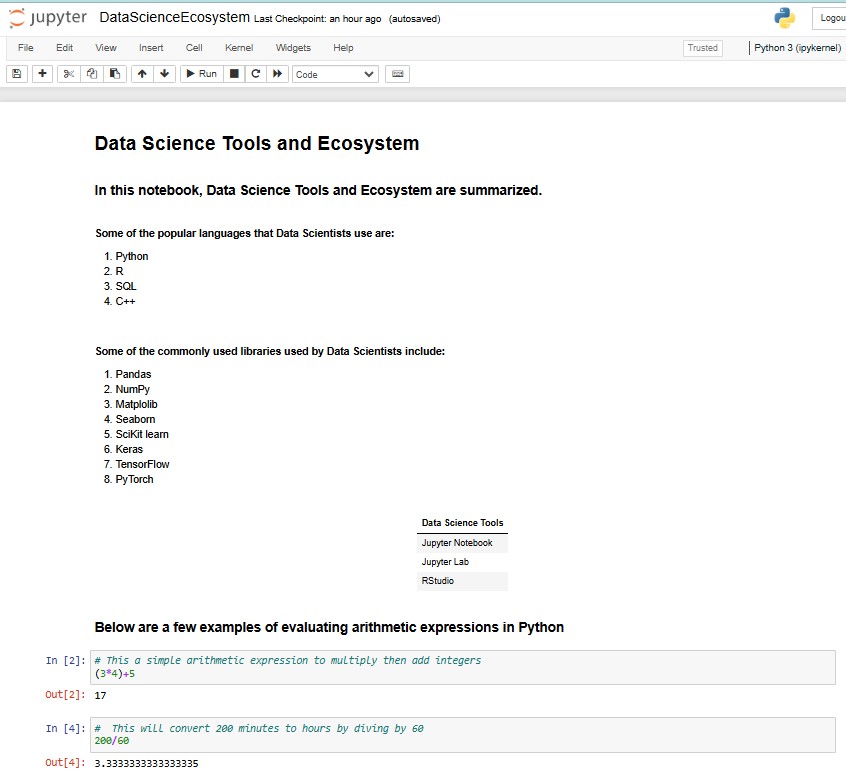 jupyter DataScienceEcosystem Last Checkpoint: an hour ago (autosaved)
Logou
File Edit View Insert Cell Kernel Widgets Help Trusted Python 3 (ipykernel)
Run Code
Data Science Tools and Ecosystem
In this notebook, Data Science Tools and Ecosystem are summarized.
Some of the popular languages that Data Scientists use are:
1. Python
2. R
3. SQL
4. C++
Some of the commonly used libraries used by Data Scientists include:
1. Pandas
2. NumPy
3. Matplolib
4. Seaborn
5. SciKit learn
6. Keras
7. TensorFlow
8. PyTorch
Data Science Tools
Jupyter Notebook
Jupyter Lab
RStudio
Below are a few examples of evaluating arithmetic expressions in Python
In [2]: # This a simple arithmetic expression to multiply then add integers
(3*4)+5
Out[2]: 17
In [4]: #  This will convert 200 minutes to hours by diving by 60
200/60
Out[4]: 3.3333333333333335